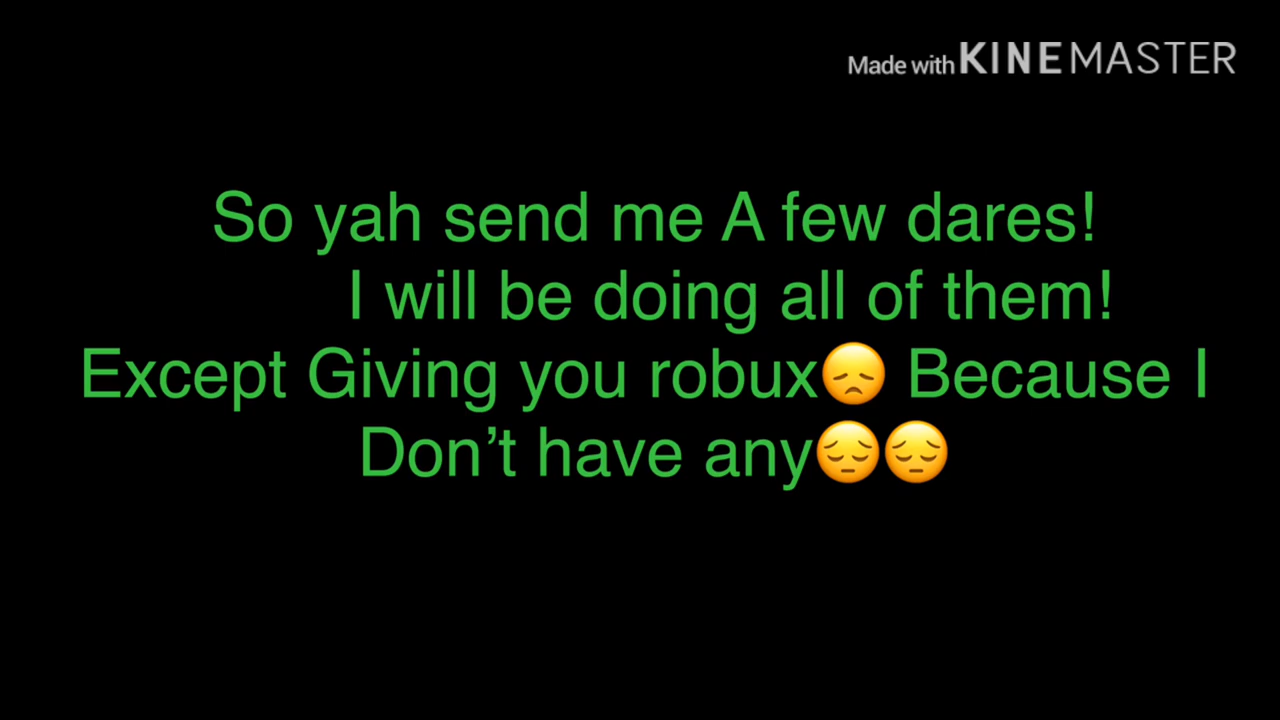 Made with KINEMASTER
So yah send me A few dares!
I will be doing all of them!
Except Giving you robux😞 Because I
Don’t have any😔😔